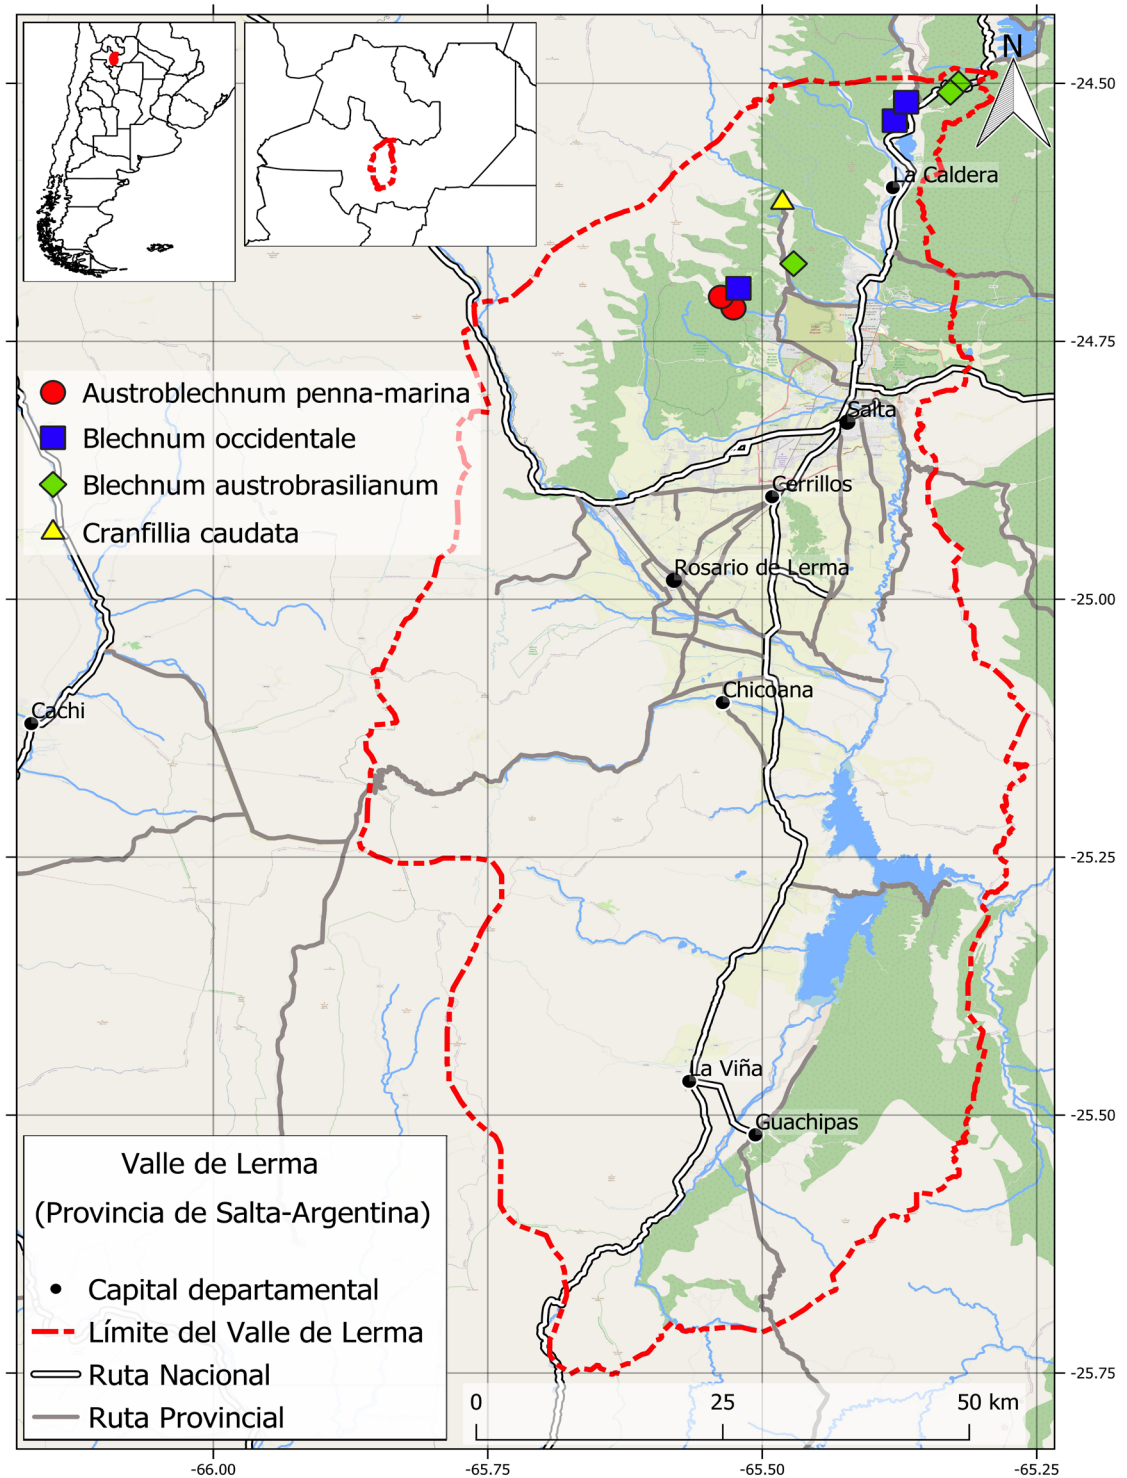 N
-24.50
La Caldera
-24.75
Austroblechnum penna-marina
Blechnum occidentale
Blechnum austrobrasilianum
Cranfillia caudata
Salta
Cerrillos
Rosario de Lerma
-25.00
Chicoana
Cachi
-25.25
La Viña
-25.50
Guachipas
Valle de Lerma
(Provincia de Salta-Argentina)
Capital departamental
Límite del Valle de Lerma
Ruta Nacional
Ruta Provincial
-25.75
0 25 50 km
-66.00 -65.75 -65.50 -65.25